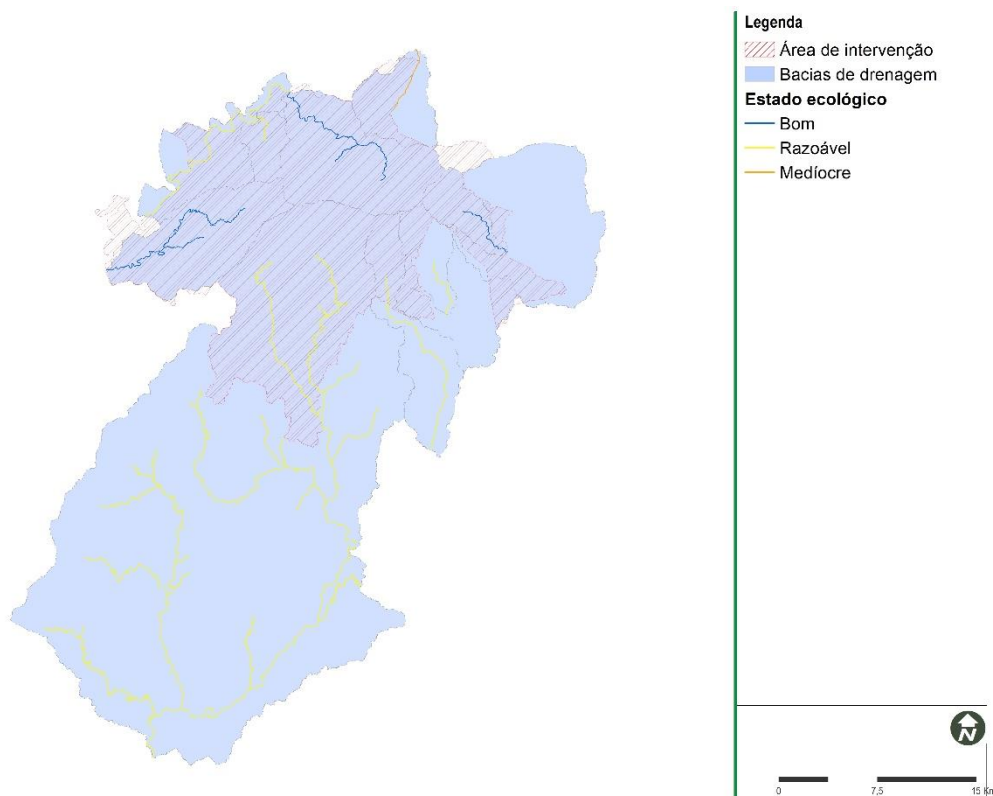 Legenda
Área de intervenção
Bacias de drenagem
Estado ecológico
Bom
Razoável
Medíocre
N
0 7,5 15 Km